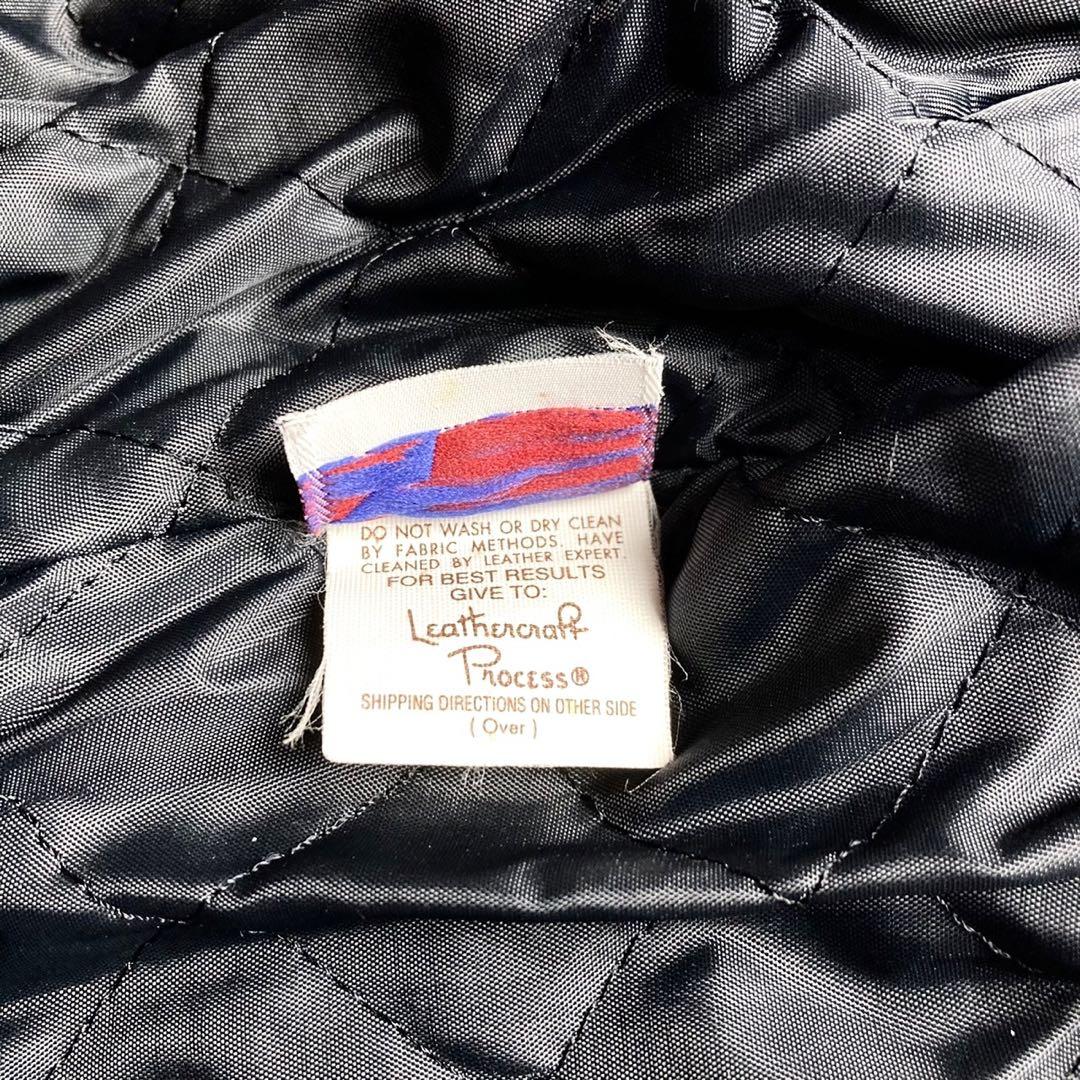 DO NOT WASH OR DRY CLEAN
BY FABRIC METHODS. HAVE
CLEANED BY LEATHER EXPERT.
FOR BEST RESULTS
GIVE TO:
Leathercraft
Process®
SHIPPING DIRECTIONS ON OTHER SIDE
(Over)